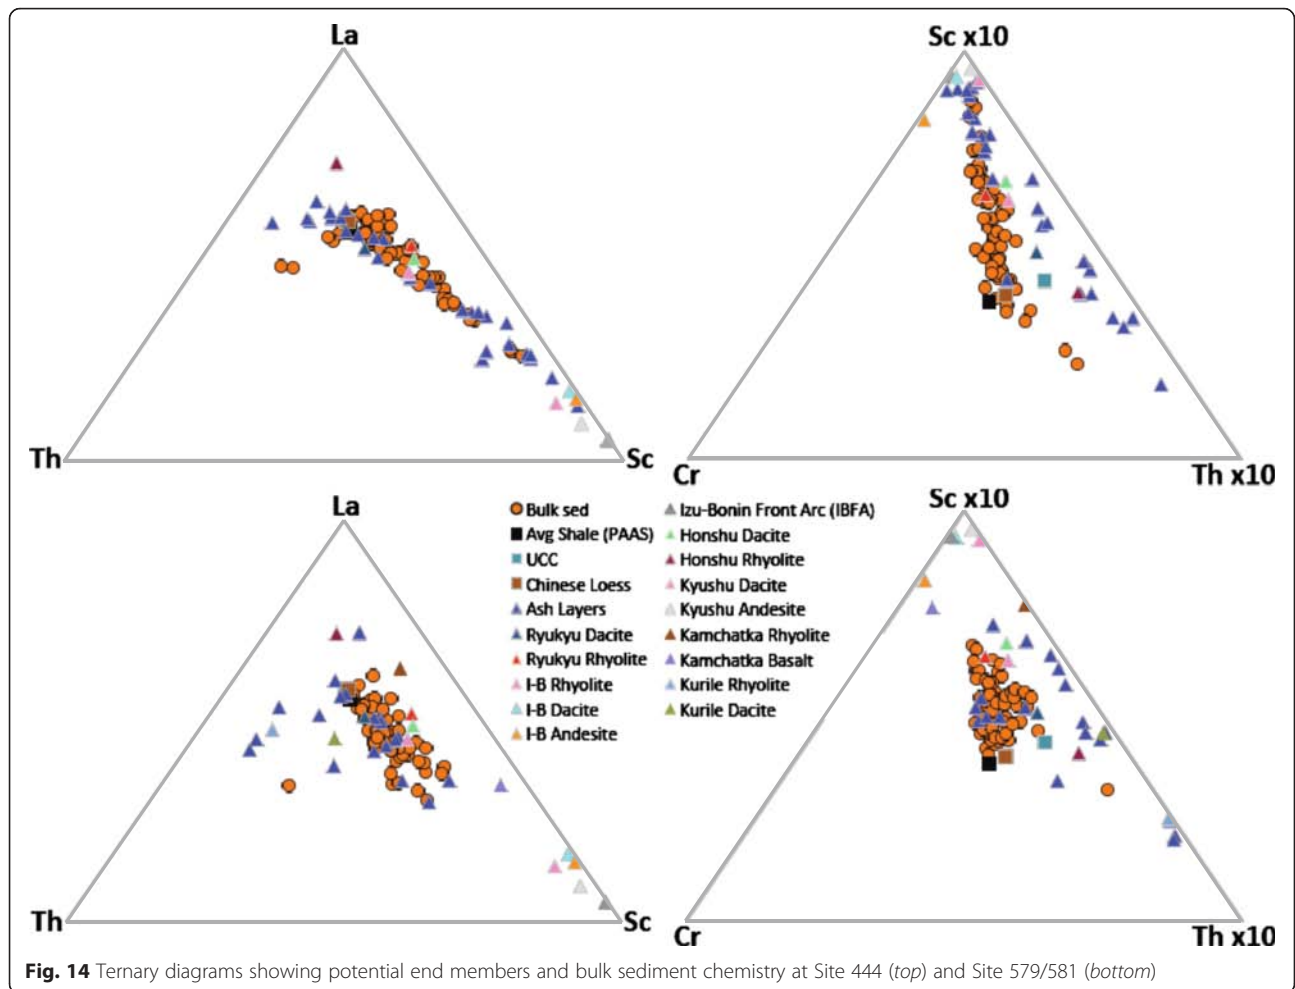 La
Sc x10
Th
Sc
Cr
Th x10
La
Sc x10
Bulk sed
Avg Shale (PAAS)
UCC
Chinese Loess
Ash Layers
Ryukyu Dacite
Ryukyu Rhyolite
I-B Rhyolite
I-B Dacite
I-B Andesite
Izu-Bonin Front Arc (IBFA)
Honshu Dacite
Honshu Rhyolite
Kyushu Dacite
Kyushu Andesite
Kamchatka Rhyolite
Kamchatka Basalt
Kurile Rhyolite
Kurile Dacite
Th
Sc
Cr
Th x10
Fig. 14 Ternary diagrams showing potential end members and bulk sediment chemistry at Site 444 (top) and Site 579/581 (bottom)